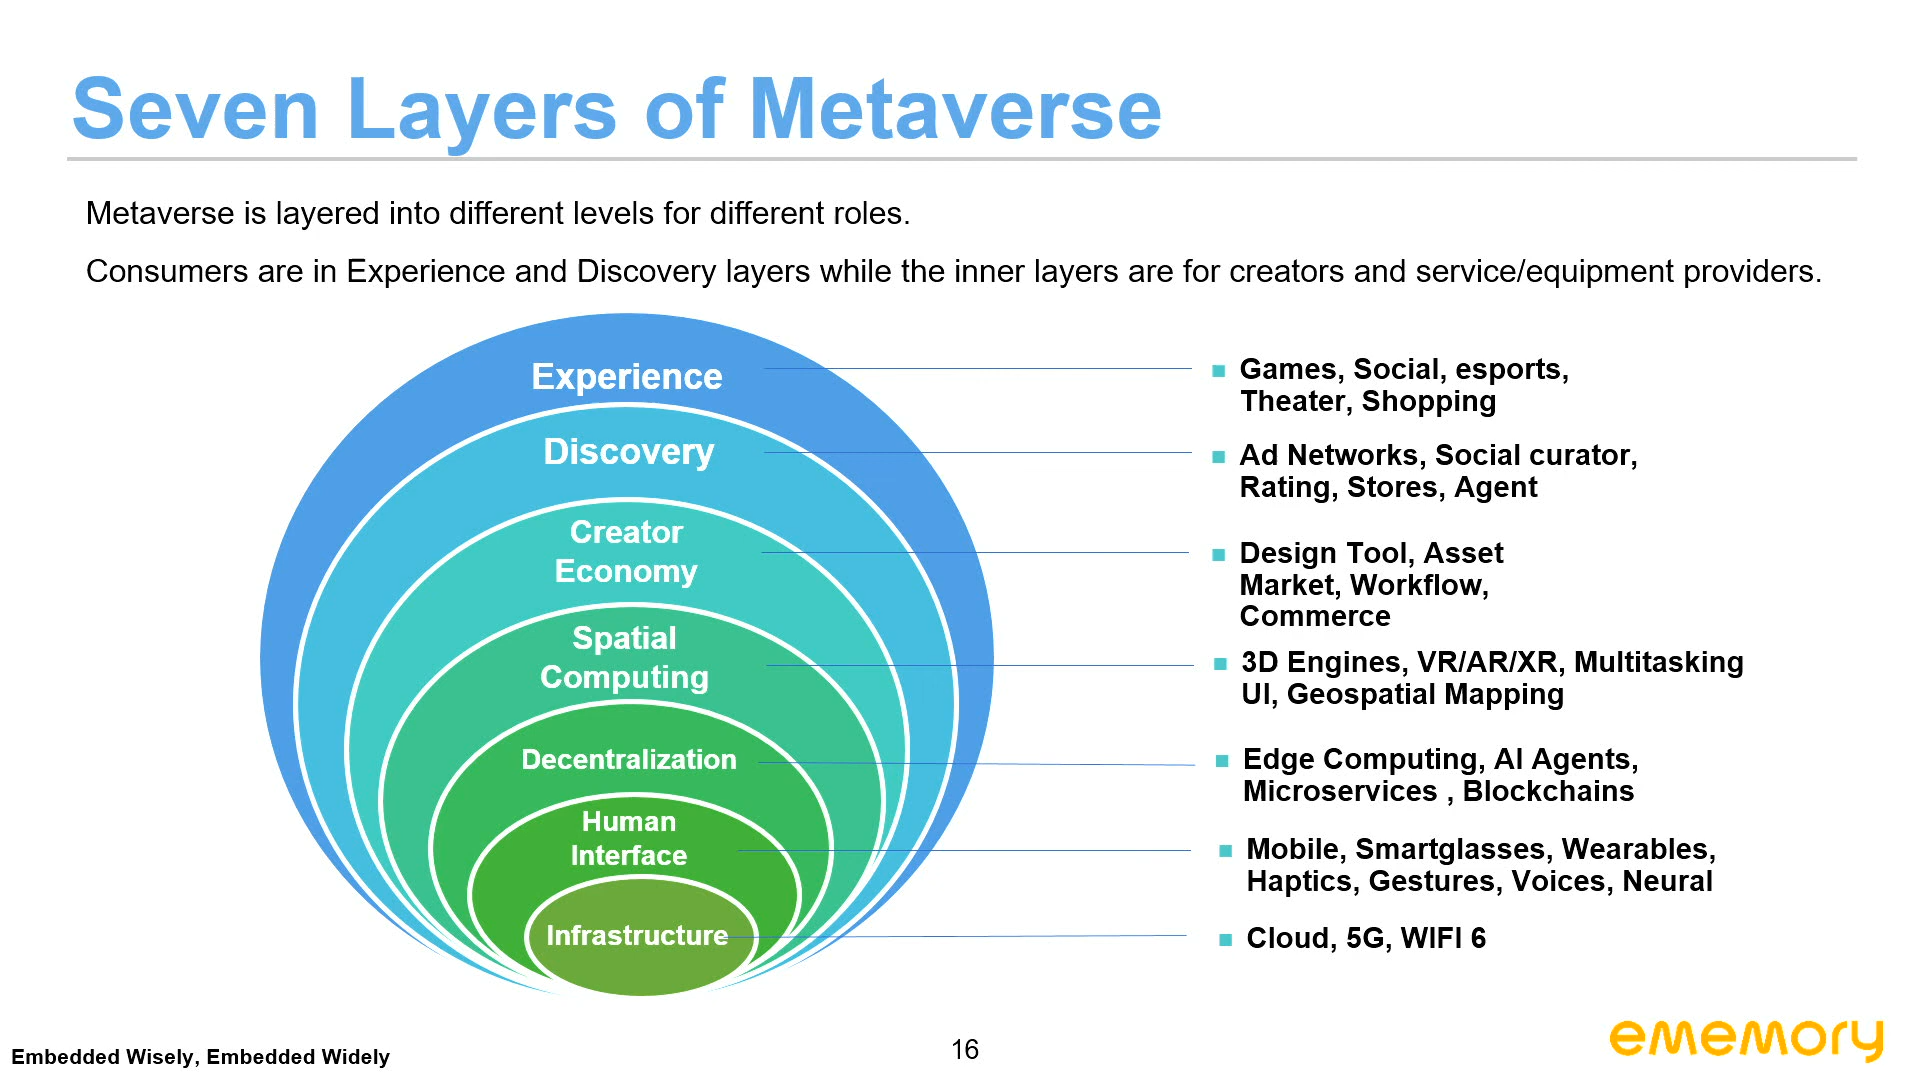 Seven Layers of Metaverse
Metaverse is layered into different levels for different roles.
Consumers are in Experience and Discovery layers while the inner layers are for creators and service/equipment providers.
Experience
Games, Social, esports,
Theater, Shopping
Discovery
Ad Networks, Social curator,
Rating, Stores, Agent
Creator
Economy
Design Tool, Asset
Market, Workflow,
Commerce
Spatial
Computing
3D Engines, VR/AR/XR, Multitasking
UI, Geospatial Mapping
Decentralization
Edge Computing, AI Agents,
Microservices , Blockchains
Human
Interface
Mobile, Smartglasses, Wearables,
Haptics, Gestures, Voices, Neural
Infrastructure
Cloud, 5G, WIFI 6
Embedded Wisely, Embedded Widely
16
ememory